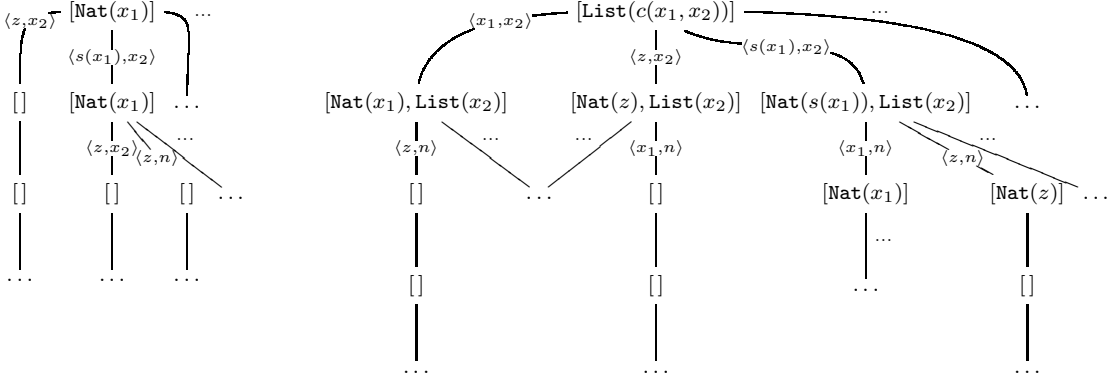 ⟨z,x₂⟩ [Nat(x₁)] ... ⟨x₁,x₂⟩ [List(c(x₁,x₂))] ...
⟨s(x₁),x₂⟩ ⟨z,x₂⟩ ⟨s(x₁),x₂⟩
[] [Nat(x₁)] ... [Nat(x₁),List(x₂)] [Nat(z),List(x₂)] [Nat(s(x₁)),List(x₂)] ...
... ... ... ...
⟨z,x₂⟩ ⟨z,n⟩ ⟨z,n⟩ ⟨x₁,n⟩ ⟨x₁,n⟩ ⟨z,n⟩
[] [] [] ... [] ... [] [Nat(x₁)] [Nat(z)] ...
...
... ... ... [] [] ... []
... ... ...